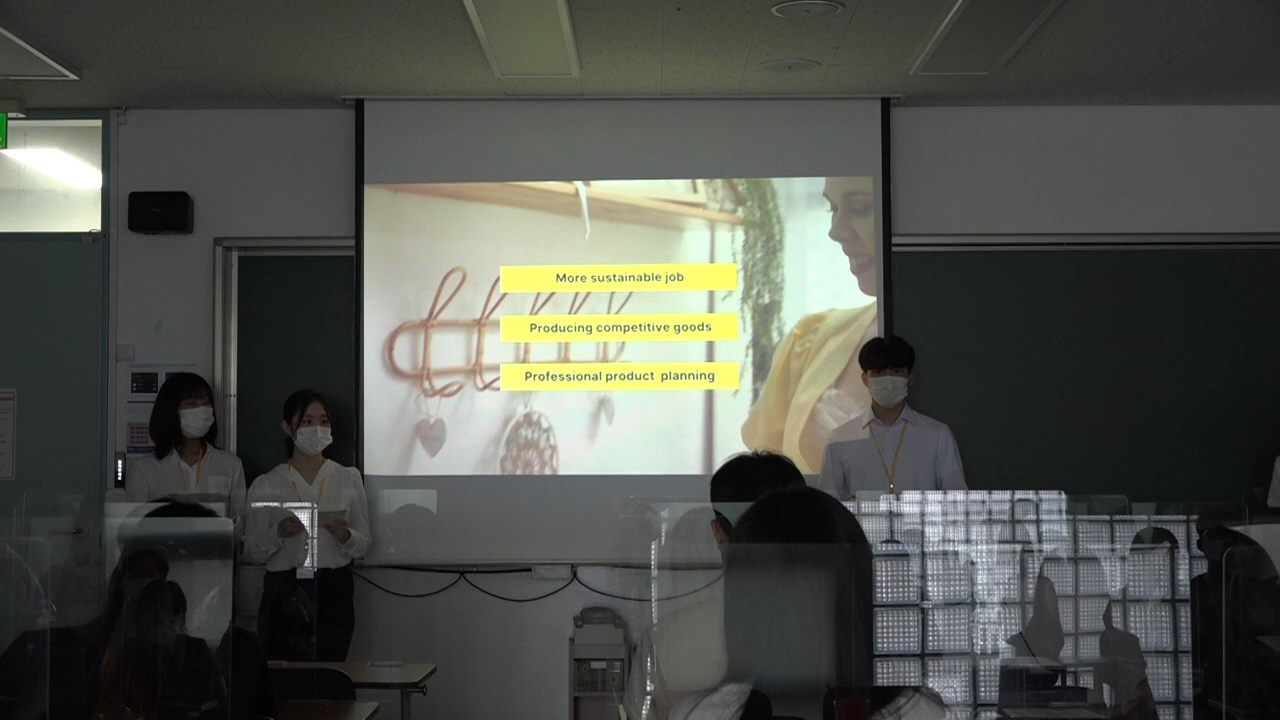 More sustainable job
Producing competitive goods
Professional product planning